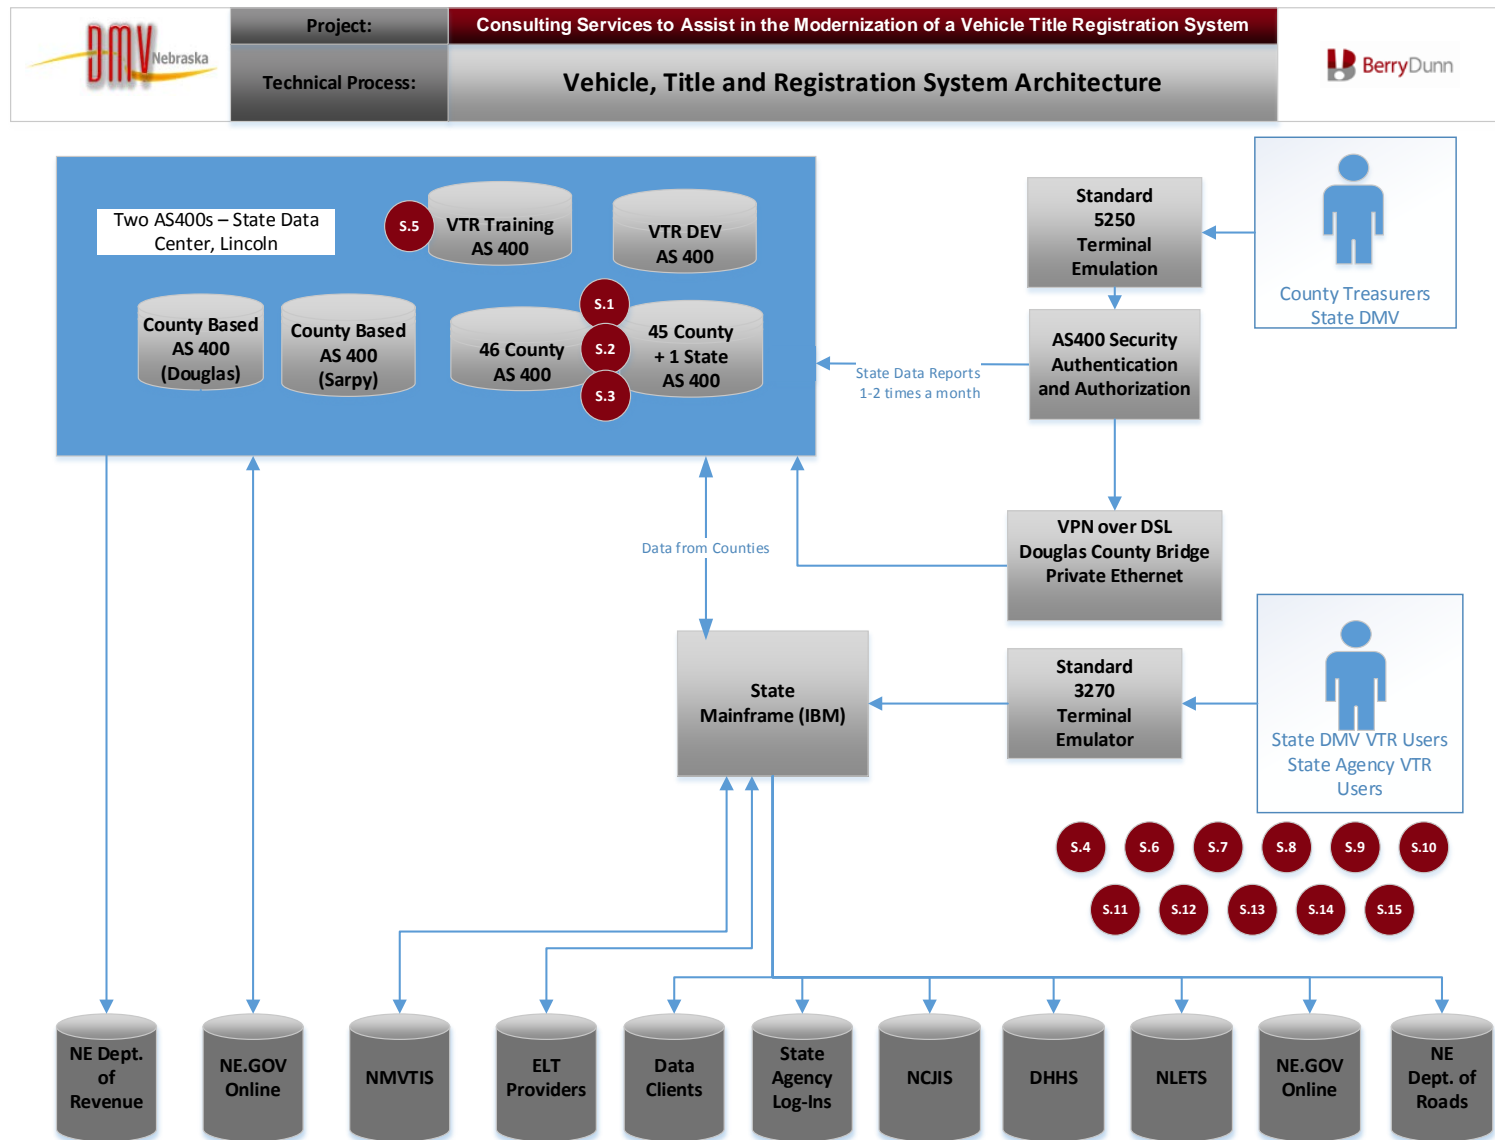 DMV Nebraska
Project:
Consulting Services to Assist in the Modernization of a Vehicle Title Registration System
Technical Process:
Vehicle, Title and Registration System Architecture
BerryDunn
Two AS400s – State Data
Center, Lincoln
S.5
VTR Training
AS 400
VTR DEV
AS 400
County Based
AS 400
(Douglas)
County Based
AS 400
(Sarpy)
46 County
AS 400
S.1
S.2
S.3
45 County
+ 1 State
AS 400
Standard
5250
Terminal
Emulation
County Treasurers
State DMV
AS400 Security
Authentication
and Authorization
State Data Reports
1-2 times a month
VPN over DSL
Douglas County Bridge
Private Ethernet
Data from Counties
State
Mainframe (IBM)
Standard
3270
Terminal
Emulator
State DMV VTR Users
State Agency VTR
Users
S.4
S.6
S.7
S.8
S.9
S.10
S.11
S.12
S.13
S.14
S.15
NE Dept.
of
Revenue
NE.GOV
Online
NMVTIS
ELT
Providers
Data
Clients
State
Agency
Log-Ins
NCJIS
DHHS
NLETS
NE.GOV
Online
NE
Dept. of
Roads